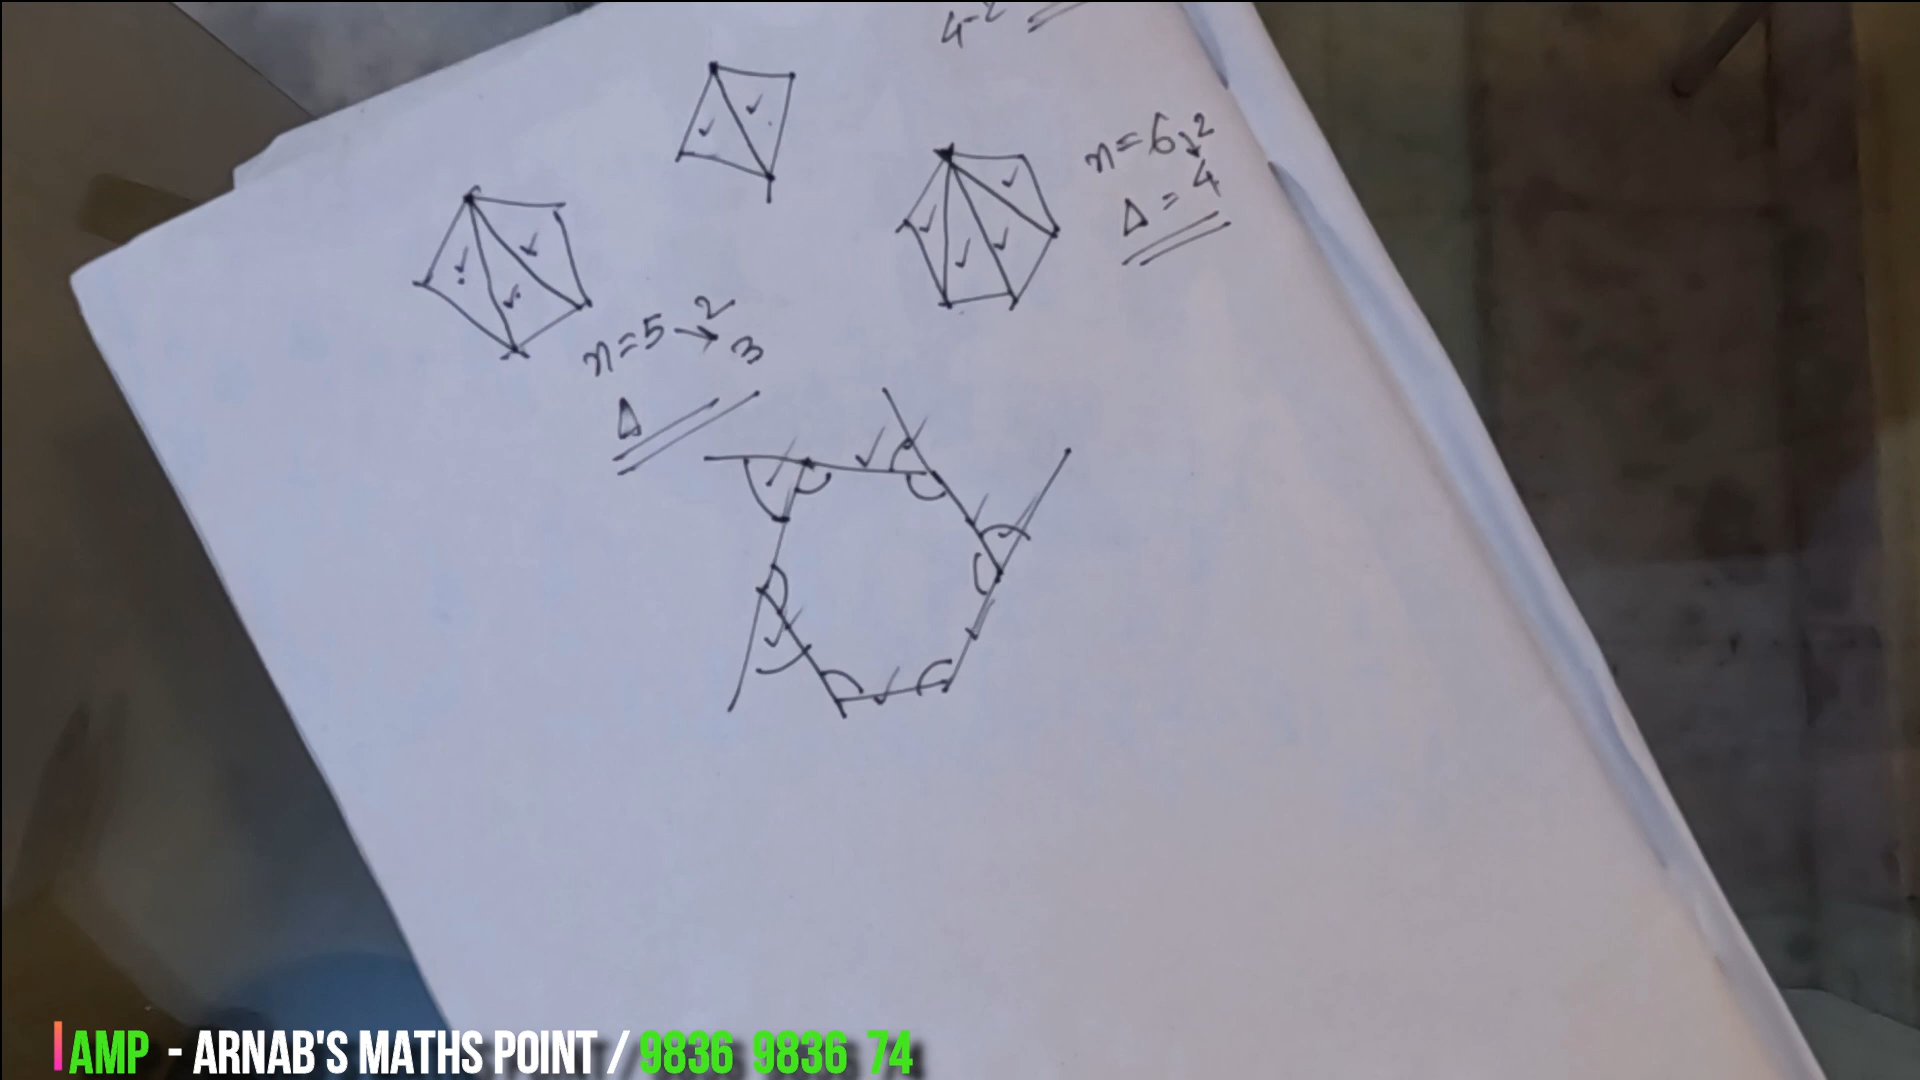 4-2
n=6, 2
Δ = 4
n=5 → 2
3
Δ
AMP - ARNAB'S MATHS POINT / 9836 9836 74